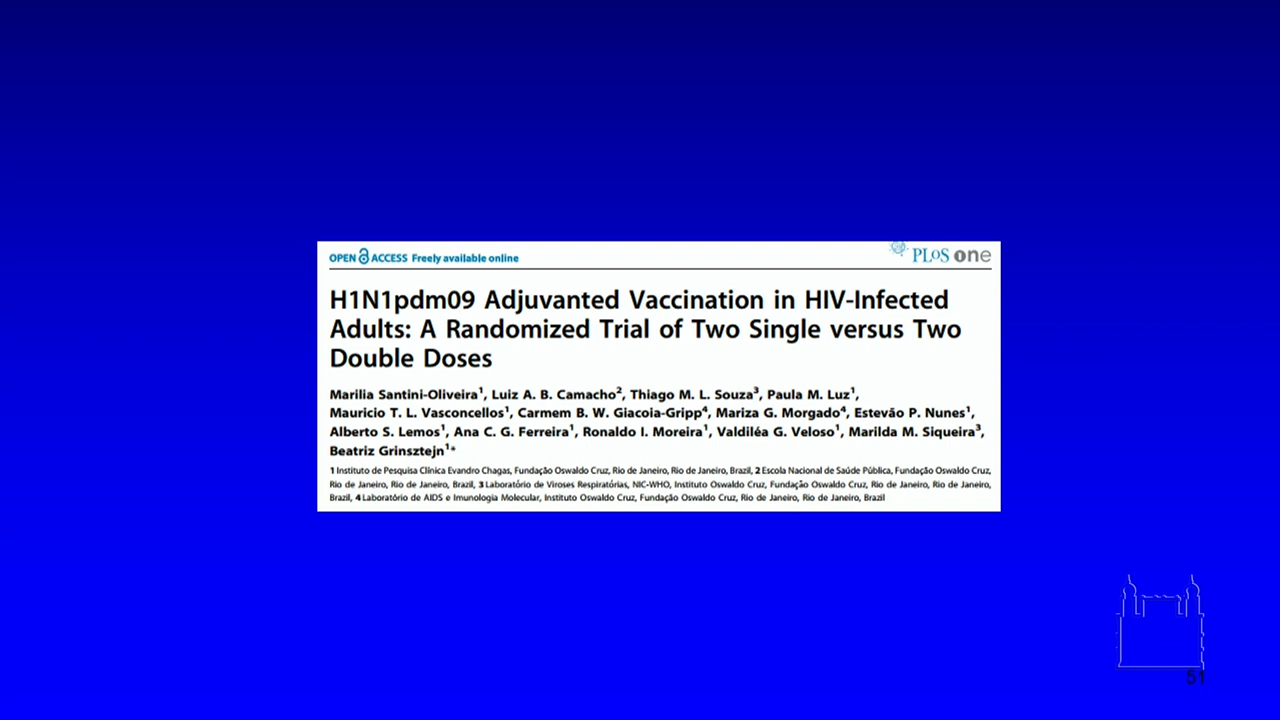 OPEN ACCESS Freely available online
PLoS one
H1N1pdm09 Adjuvanted Vaccination in HIV-Infected
Adults: A Randomized Trial of Two Single versus Two
Double Doses
Marilia Santini-Oliveira1, Luiz A. B. Camacho2, Thiago M. L. Souza3, Paula M. Luz1,
Mauricio T. L. Vasconcellos1, Carmem B. W. Giacoia-Gripp4, Mariza G. Morgado4, Estevão P. Nunes1,
Alberto S. Lemos1, Ana C. G. Ferreira1, Ronaldo I. Moreira1, Valdiléa G. Veloso1, Marilda M. Siqueira3,
Beatriz Grinsztejn1*
1 Instituto de Pesquisa Clínica Evandro Chagas, Fundação Oswaldo Cruz, Rio de Janeiro, Rio de Janeiro, Brazil, 2 Escola Nacional de Saúde Pública, Fundação Oswaldo Cruz,
Rio de Janeiro, Rio de Janeiro, Brazil, 3 Laboratório de Viroses Respiratórias, NIC-WHO, Instituto Oswaldo Cruz, Fundação Oswaldo Cruz, Rio de Janeiro, Rio de Janeiro,
Brazil, 4 Laboratório de AIDS e Imunologia Molecular, Instituto Oswaldo Cruz, Fundação Oswaldo Cruz, Rio de Janeiro, Rio de Janeiro, Brazil
51